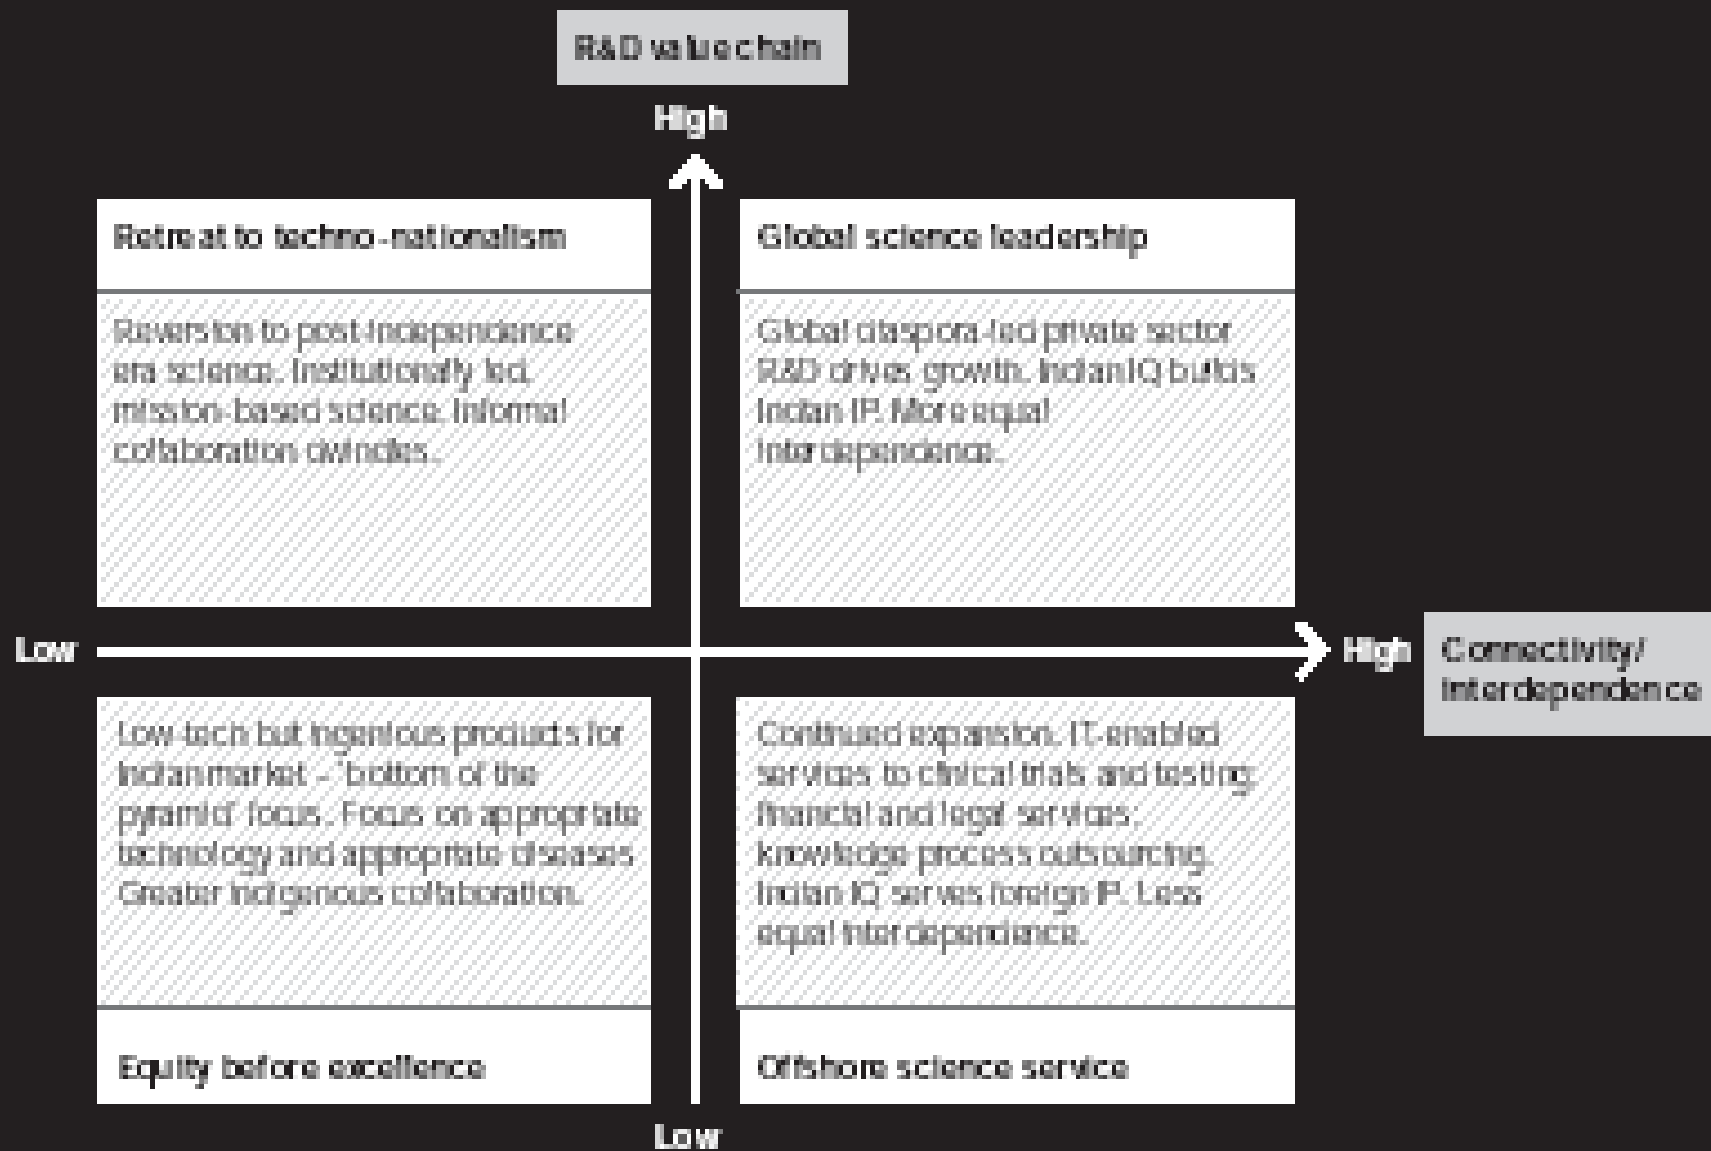 R&D value chain
High
Retreat to techno-nationalism
Reversion to post-Independence
era science. Institutionally led,
mission-based science. Informal
collaboration dwindles.
Global science leadership
Global diaspora-led private sector
R&D drives growth. Indian IQ builds
Indian IP. More equal
interdependence.
Low
High
Connectivity/
interdependence
Low-tech but ingenious products for
Indian market – 'bottom of the
pyramid' focus. Focus on appropriate
technology and appropriate diseases
Greater indigenous collaboration.
Equity before excellence
Continued expansion. IT-enabled
services to clinical trials and testing;
financial and legal services;
knowledge process outsourcing.
Indian IQ serves foreign IP. Less
equal interdependence.
Offshore science service
Low